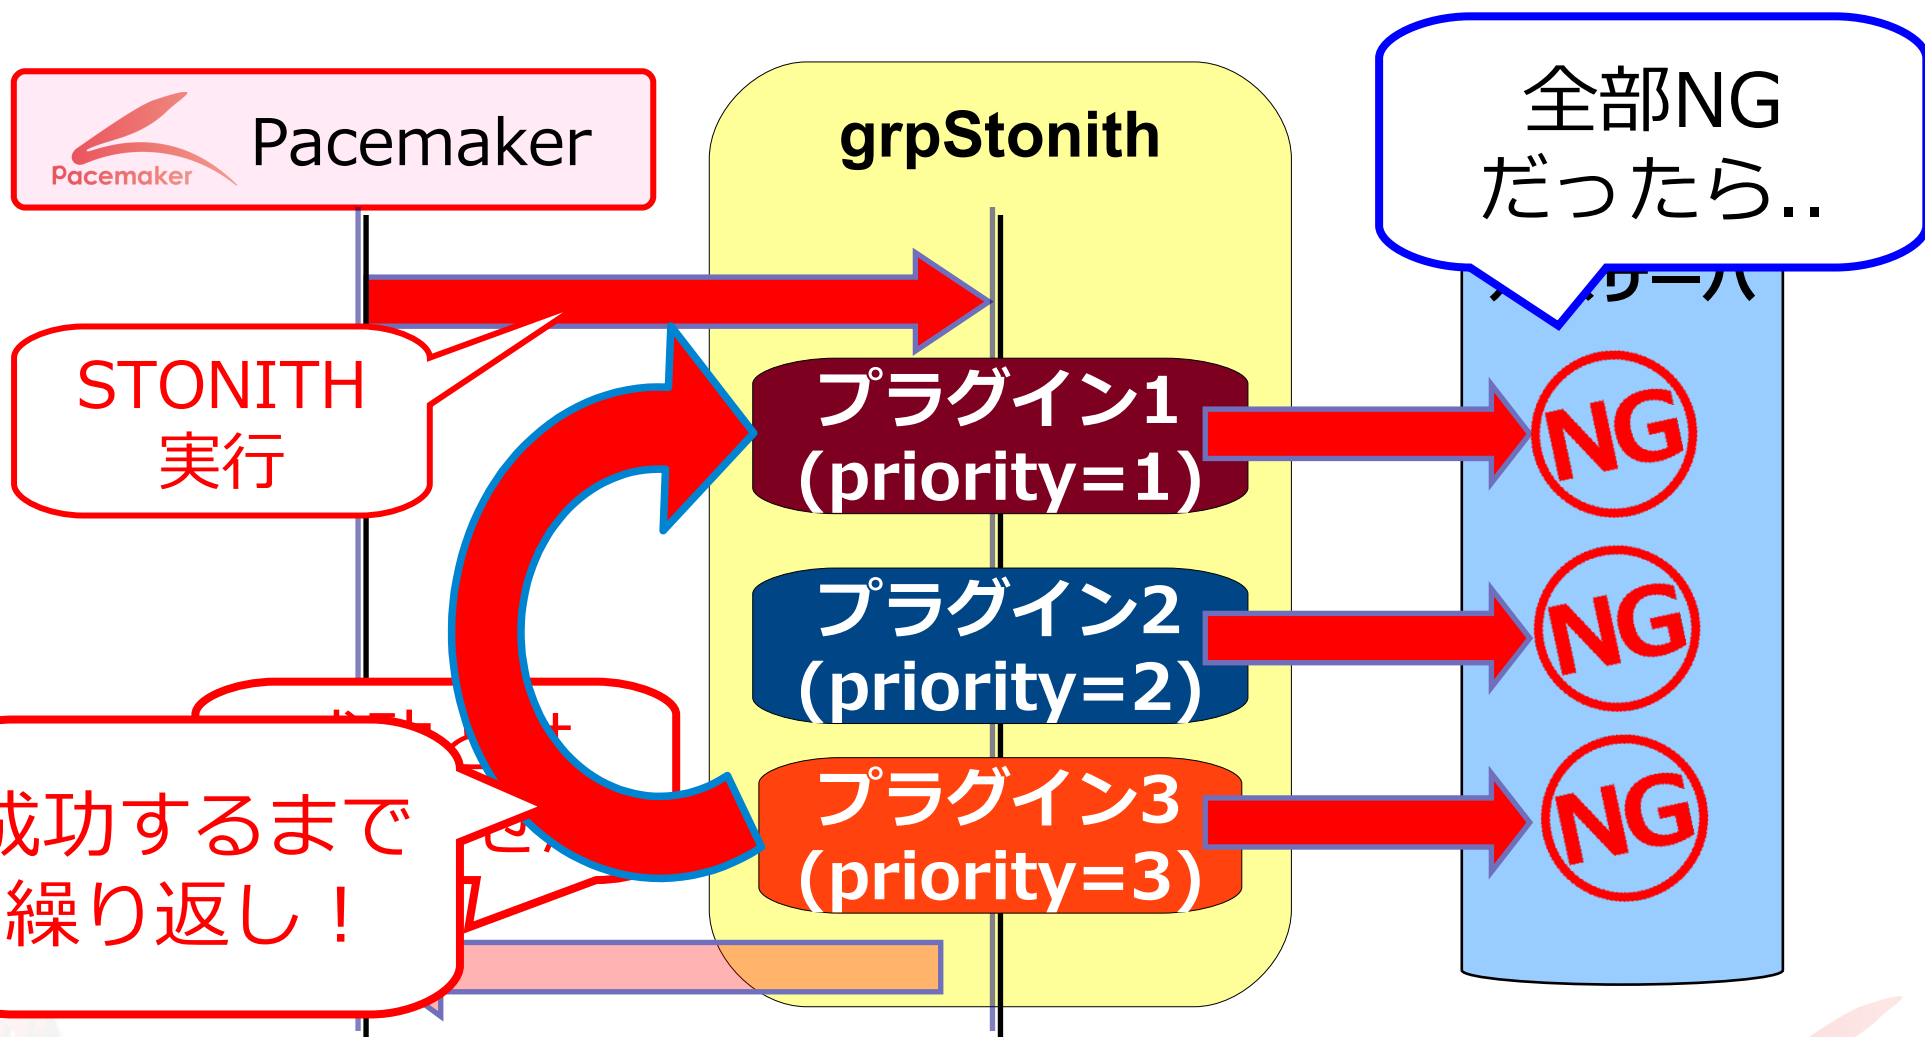 Pacemaker
Pacemaker
grpStonith
全部NG
だったら..
STONITH
実行
プラグイン1
(priority=1)
NG
プラグイン2
(priority=2)
NG
プラグイン3
(priority=3)
NG
成功するまで
繰り返し！